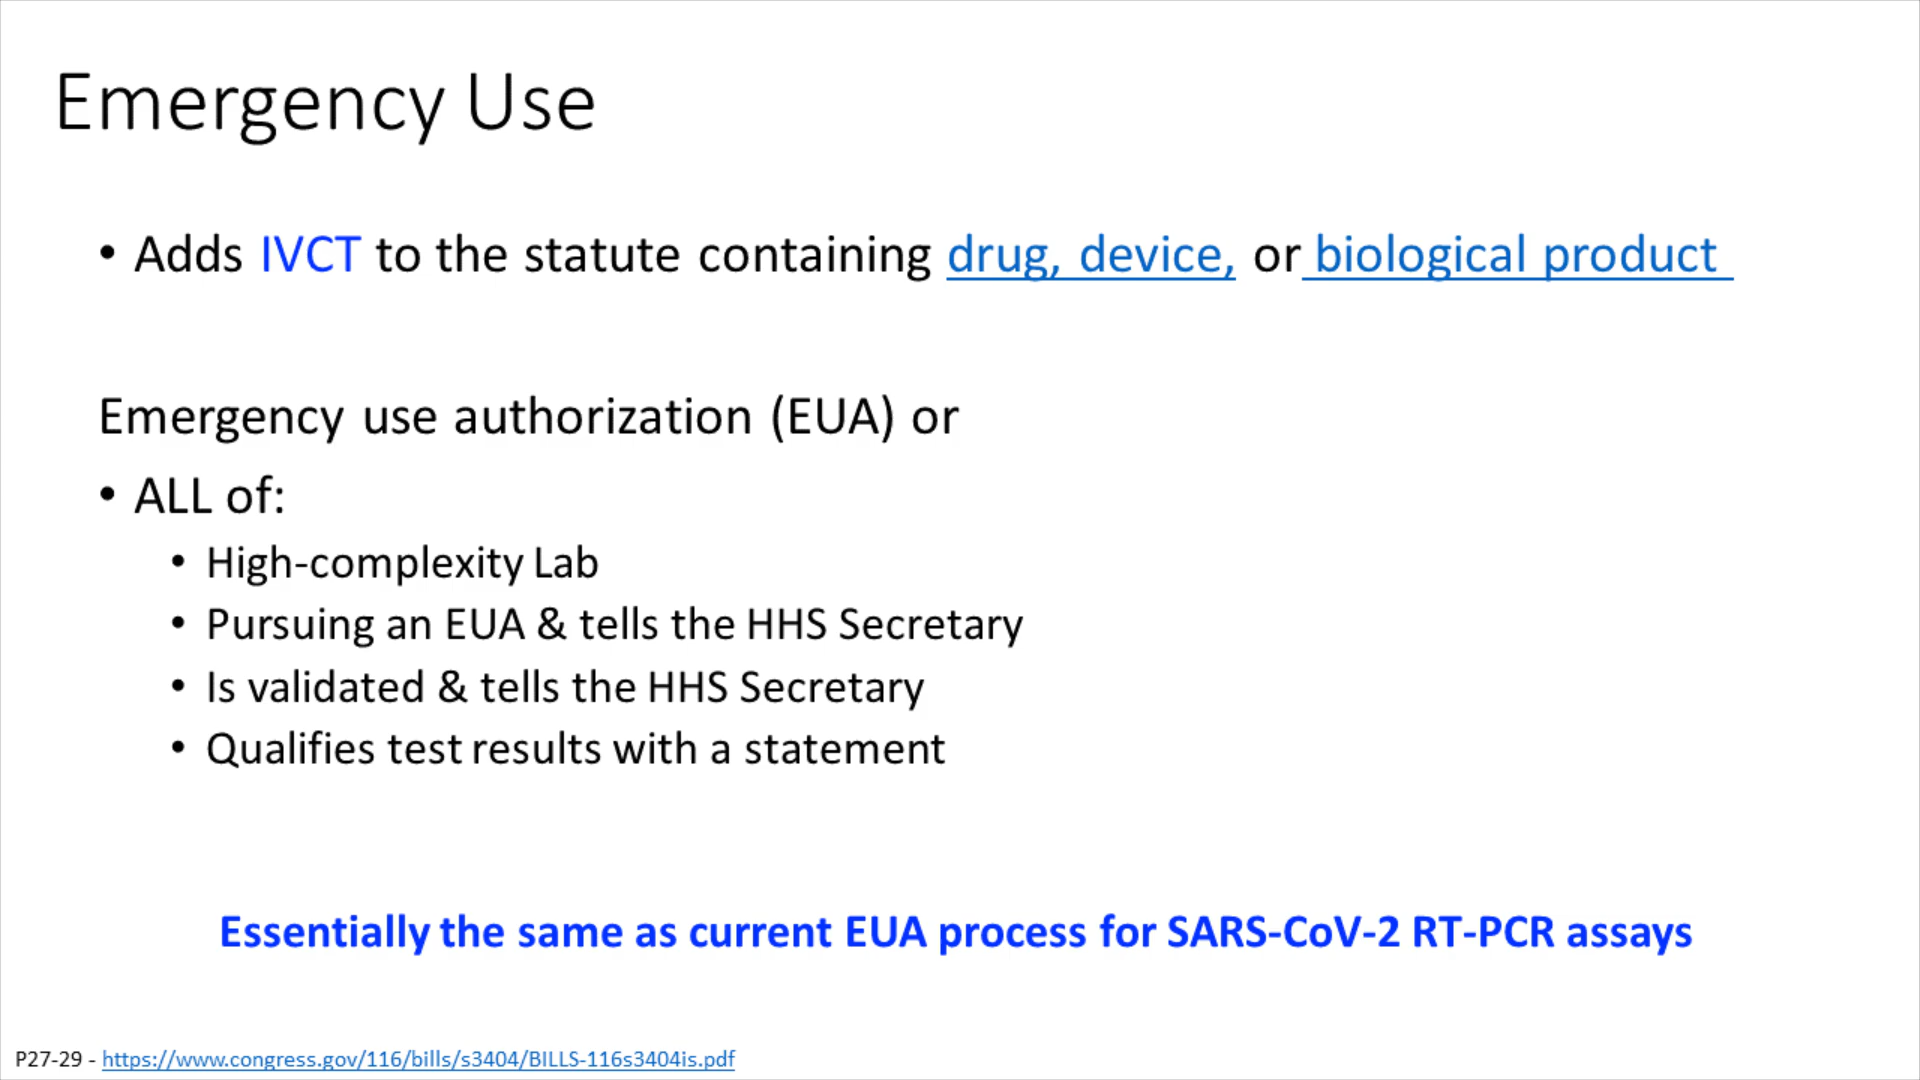 Emergency Use
• Adds IVCT to the statute containing drug, device, or biological product
Emergency use authorization (EUA) or
• ALL of:
• High-complexity Lab
• Pursuing an EUA & tells the HHS Secretary
• Is validated & tells the HHS Secretary
• Qualifies test results with a statement
Essentially the same as current EUA process for SARS-CoV-2 RT-PCR assays
P27-29 - https://www.congress.gov/116/bills/s3404/BILLS-116s3404is.pdf